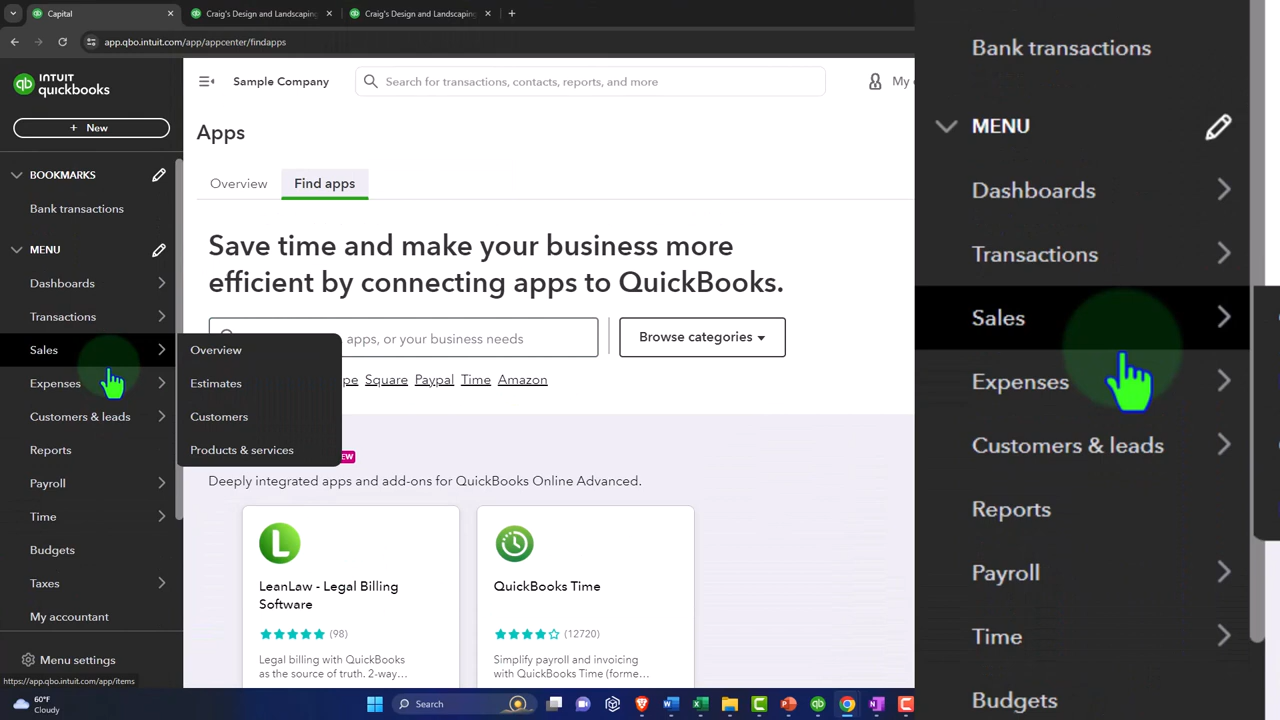 Capital
Craig's Design and Landscaping
Craig's Design and Landscaping
app.qbo.intuit.com/app/appcenter/findapps
INTUIT
quickbooks
Sample Company
Search for transactions, contacts, reports, and more
My
+ New
Apps
BOOKMARKS
Overview
Find apps
Bank transactions
MENU
Save time and make your business more
efficient by connecting apps to QuickBooks.
Dashboards
Transactions
apps, or your business needs
Browse categories
Sales
Overview
Expenses
Estimates
Square
Paypal
Time
Amazon
Customers & leads
Customers
Reports
Products & services
Deeply integrated apps and add-ons for QuickBooks Online Advanced.
Payroll
Time
Budgets
Taxes
My accountant
Menu settings
https://app.qbo.intuit.com/app/items
L
LeanLaw - Legal Billing
Software
(98)
Legal billing with QuickBooks
as the source of truth. 2-way...
QuickBooks Time
(12720)
Simplify payroll and invoicing
with QuickBooks Time (forme...
60°F
Cloudy
Search
Bank transactions
MENU
Dashboards
Transactions
Sales
Expenses
Customers & leads
Reports
Payroll
Time
Budgets